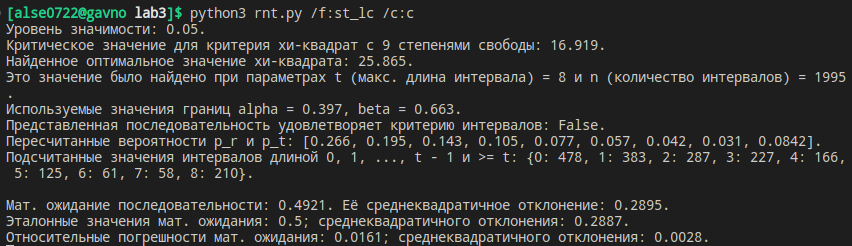 [alse0722@gavno lab3]$ python3 rnt.py /f:st_lc /c:c
Уровень значимости: 0.05.
Критическое значение для критерия хи-квадрат с 9 степенями свободы: 16.919.
Найденное оптимальное значение хи-квадрата: 25.865.
Это значение было найдено при параметрах t (макс. длина интервала) = 8 и n (количество интервалов) = 1995
.
Используемые значения границ alpha = 0.397, beta = 0.663.
Представленная последовательность удовлетворяет критерию интервалов: False.
Пересчитанные вероятности p_r и p_t: [0.266, 0.195, 0.143, 0.105, 0.077, 0.057, 0.042, 0.031, 0.0842].
Подсчитанные значения интервалов длиной 0, 1, ..., t - 1 и >= t: {0: 478, 1: 383, 2: 287, 3: 227, 4: 166,
5: 125, 6: 61, 7: 58, 8: 210}.
Мат. ожидание последовательности: 0.4921. Её среднеквадратичное отклонение: 0.2895.
Эталонные значения мат. ожидания: 0.5; среднеквадратичного отклонения: 0.2887.
Относительные погрешности мат. ожидания: 0.0161; среднеквадратичного отклонения: 0.0028.